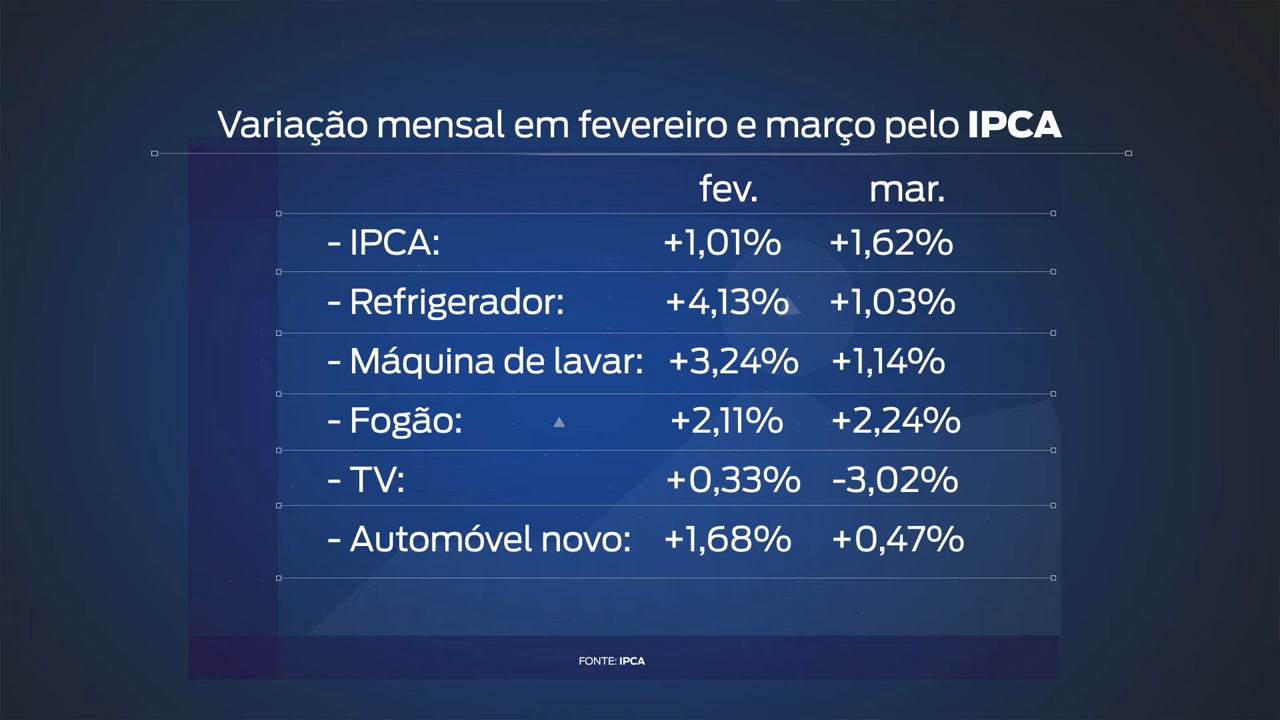 Variação mensal em fevereiro e março pelo IPCA
fev. mar.
- IPCA: +1,01% +1,62%
- Refrigerador: +4,13% +1,03%
- Máquina de lavar: +3,24% +1,14%
- Fogão: +2,11% +2,24%
- TV: +0,33% -3,02%
- Automóvel novo: +1,68% +0,47%
FONTE: IPCA